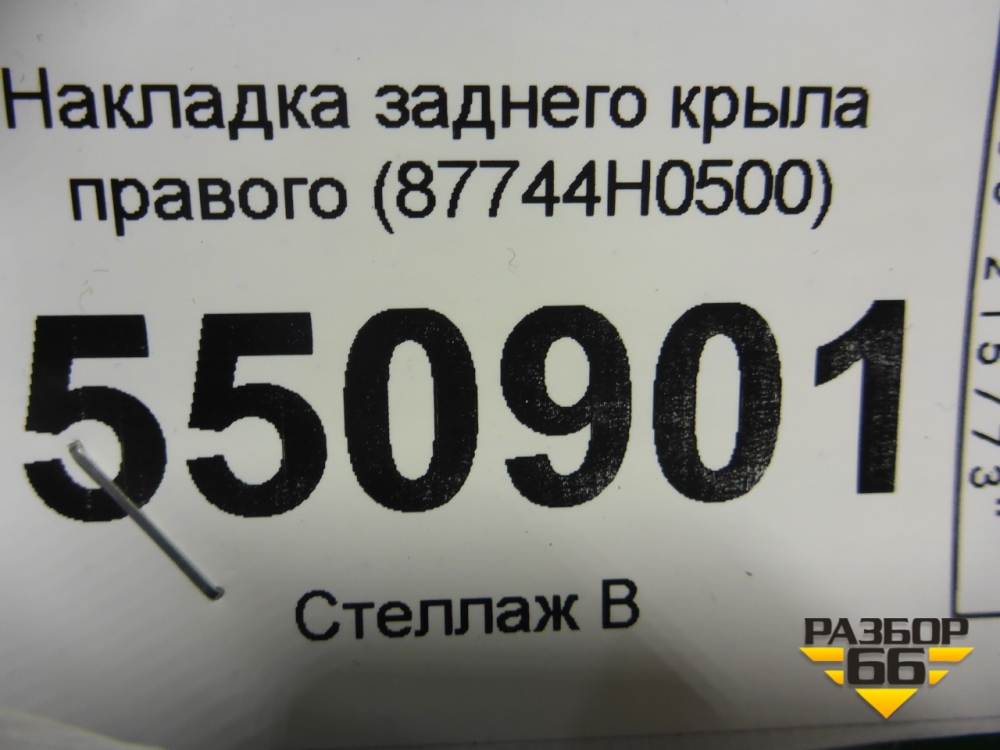 Накладка заднего крыла
правого (87744H0500)
550901
Стеллаж В
РАЗБОР
66